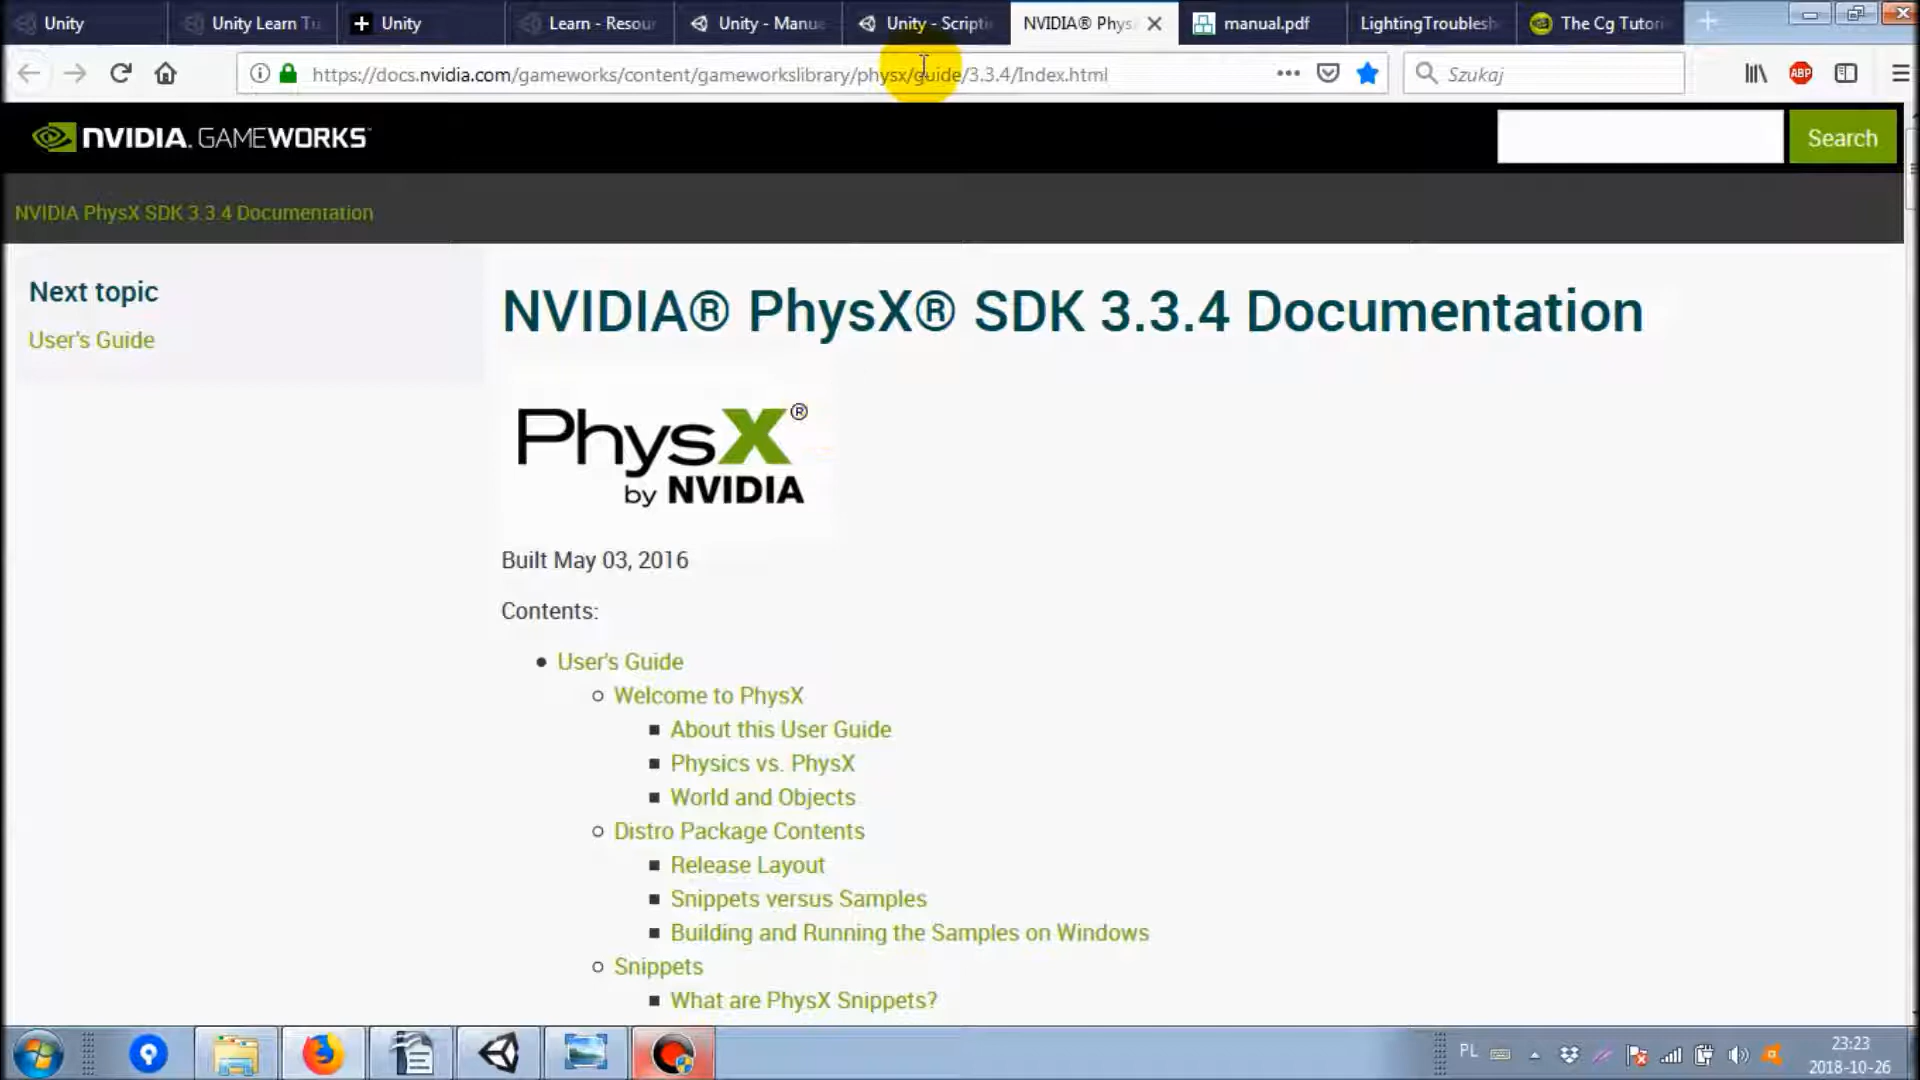 Unity
Unity Learn Tu
Unity
Learn - Resour
Unity - Manua
Unity - Scripti
NVIDIA® Phys
manual.pdf
LightingTroublesh
The Cg Tutori
https://docs.nvidia.com/gameworks/content/gameworkslibrary/physx/guide/3.3.4/Index.html
Szukaj
ABP
NVIDIA. GAMEWORKS
Search
NVIDIA PhysX SDK 3.3.4 Documentation
Next topic
User's Guide
NVIDIA® PhysX® SDK 3.3.4 Documentation
PhysX®
by NVIDIA
Built May 03, 2016
Contents:
User's Guide
Welcome to PhysX
About this User Guide
Physics vs. PhysX
World and Objects
Distro Package Contents
Release Layout
Snippets versus Samples
Building and Running the Samples on Windows
Snippets
What are PhysX Snippets?
PL
23:23
2018-10-26